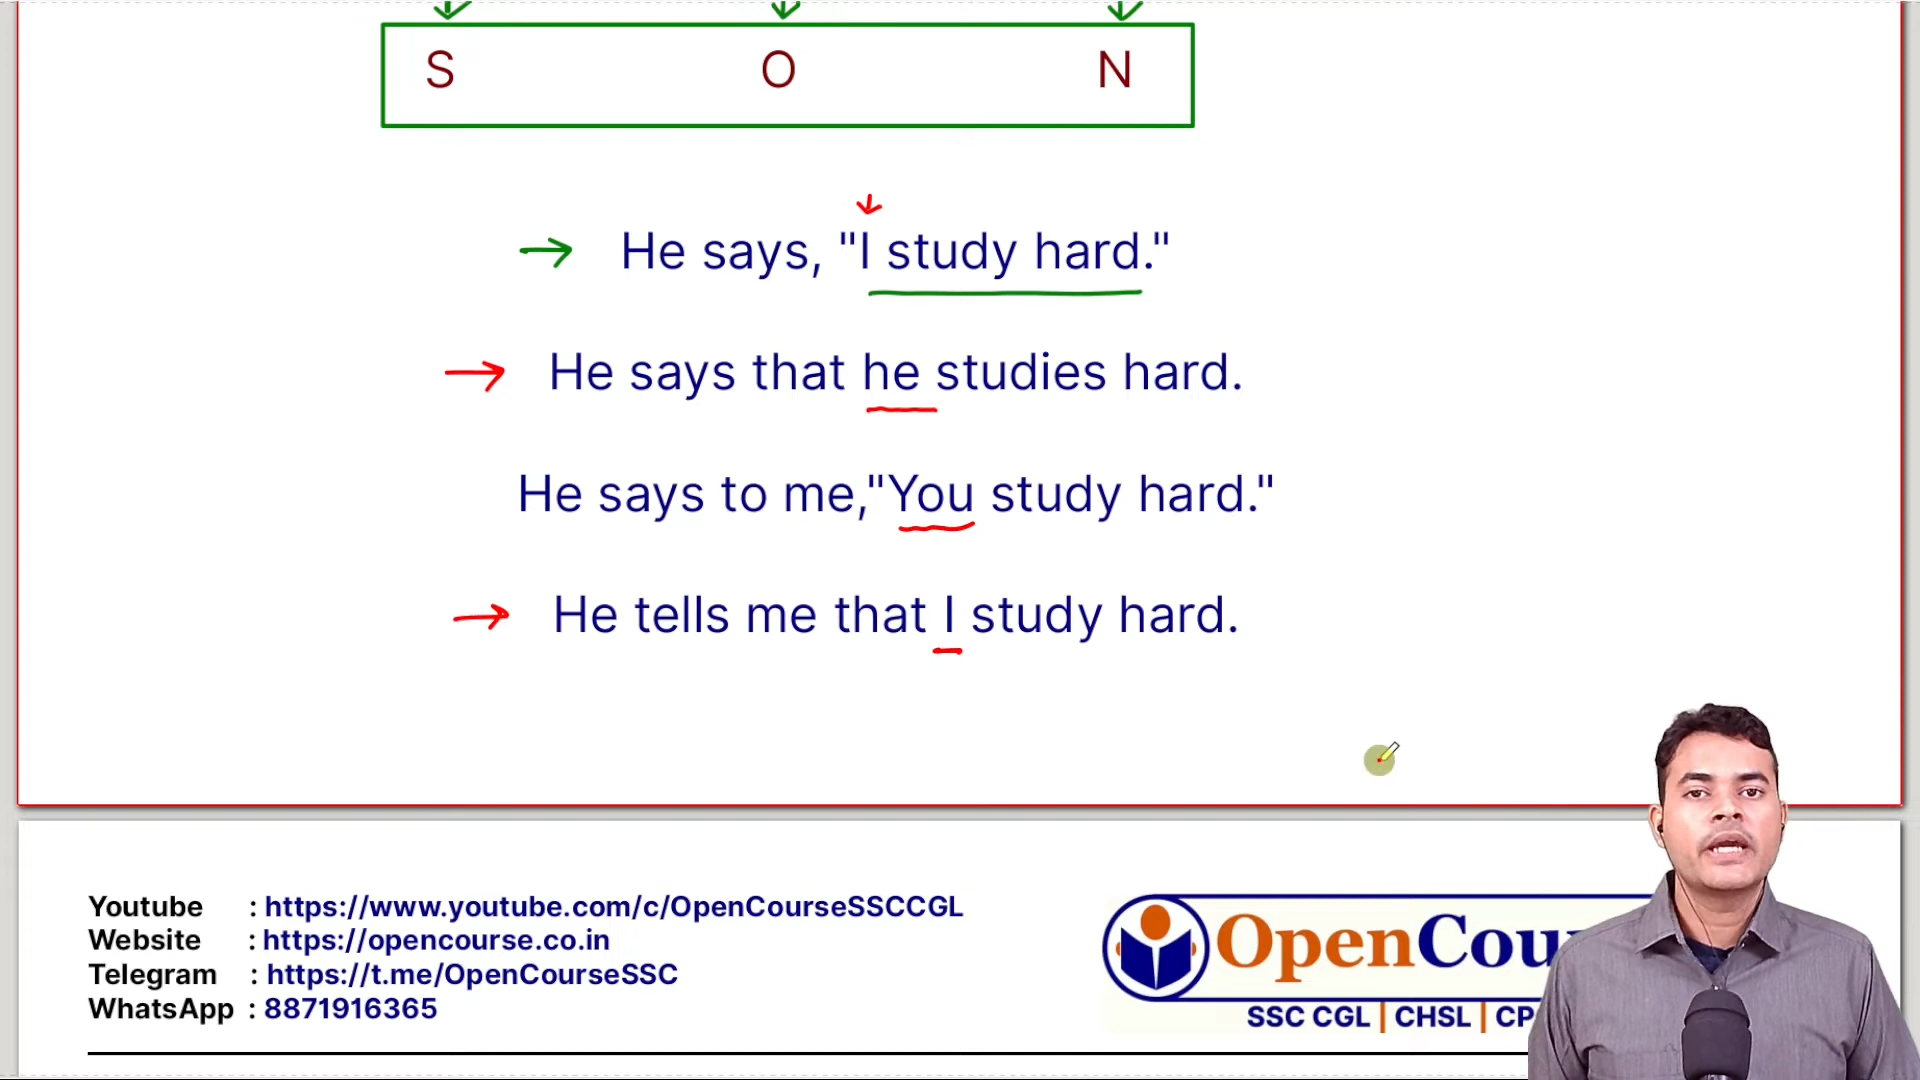 S O N
He says, "I study hard."
He says that he studies hard.
He says to me,"You study hard."
He tells me that I study hard.
Youtube : https://www.youtube.com/c/OpenCourseSSCCGL
Website : https://opencourse.co.in
Telegram : https://t.me/OpenCourseSSC
WhatsApp : 8871916365
OpenCou
SSC CGL | CHSL | CP